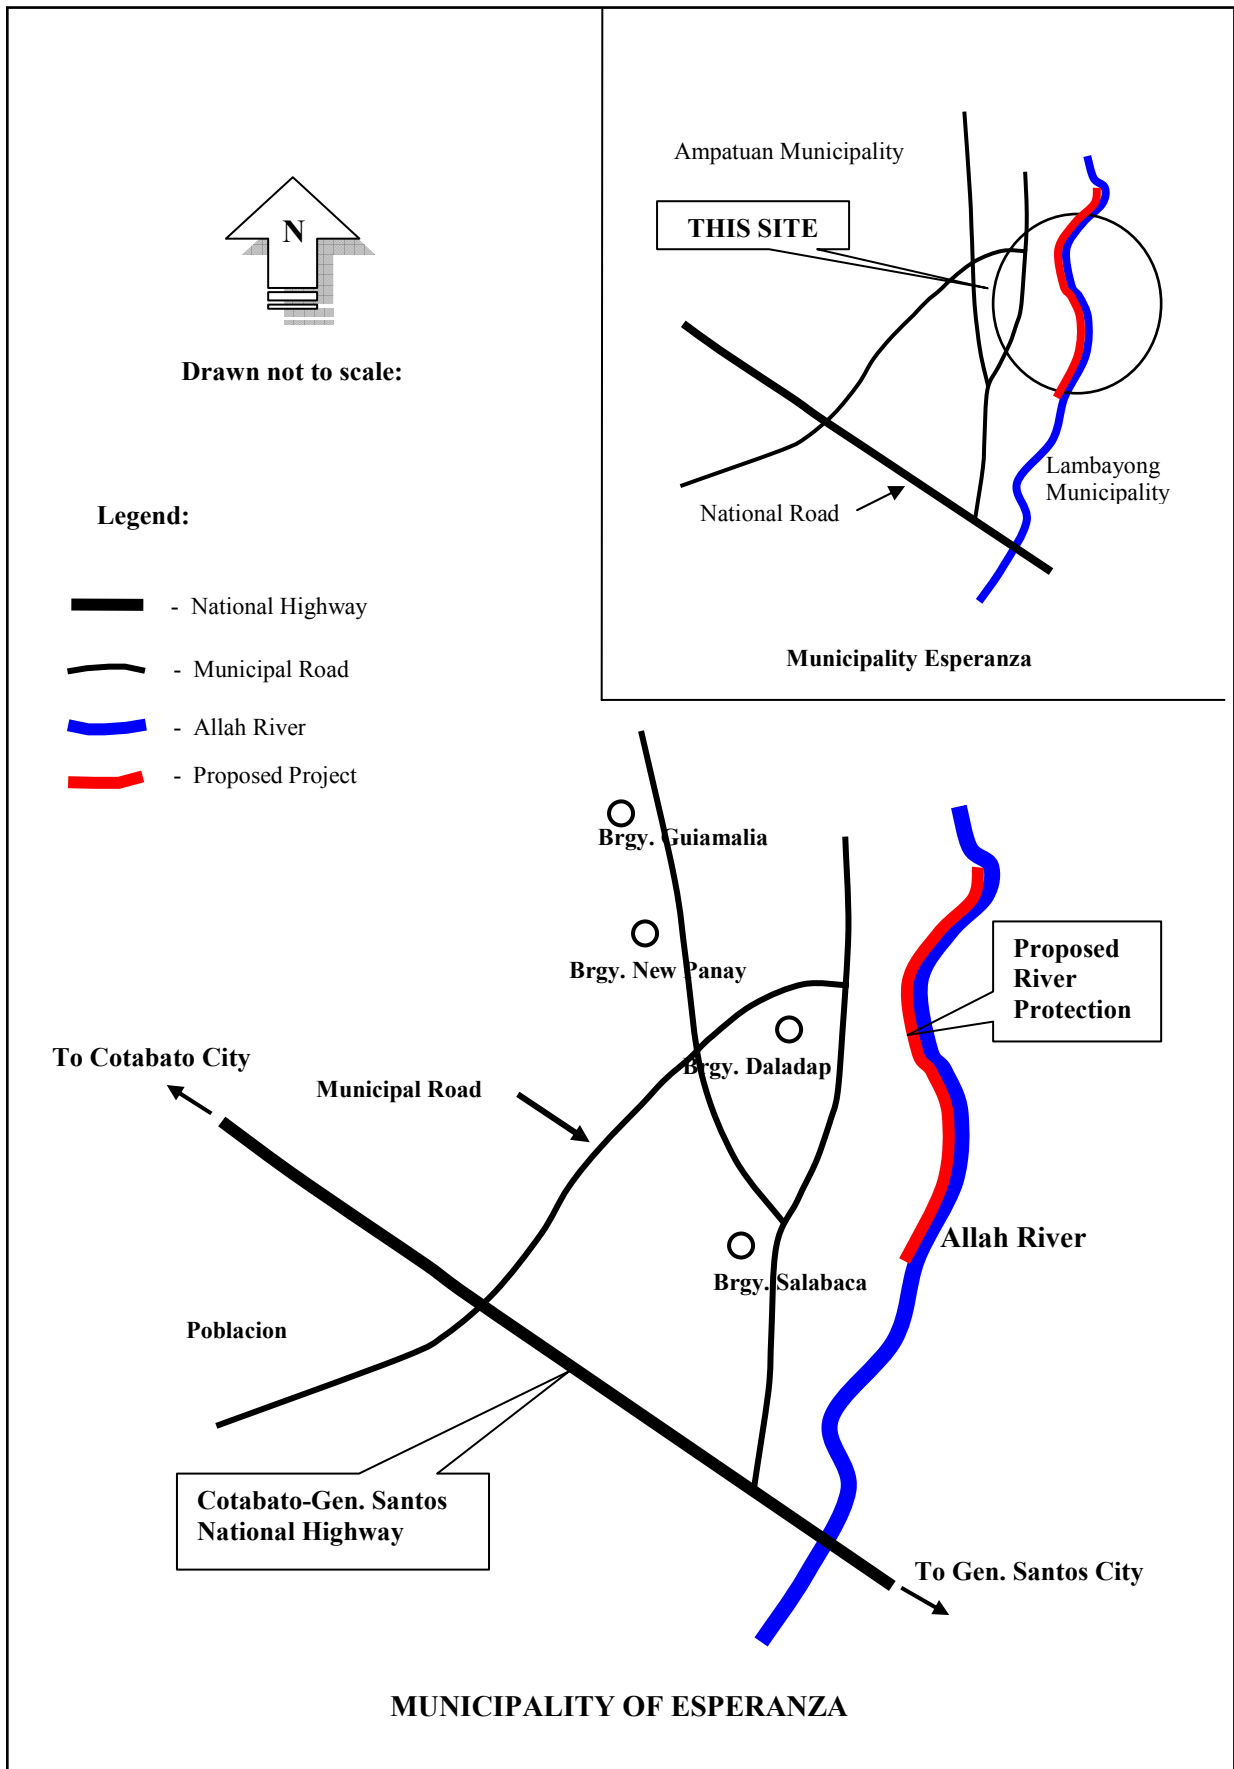 Ampatuan Municipality
THIS SITE
N
Drawn not to scale:
Lambayong
Municipality
National Road
Legend:
- National Highway
Municipality Esperanza
- Municipal Road
- Allah River
- Proposed Project
Brgy. Guiamalia
Brgy. New Panay
Proposed
River
Protection
To Cotabato City
Brgy. Daladap
Municipal Road
Allah River
Brgy. Salabaca
Poblacion
Cotabato-Gen. Santos
National Highway
To Gen. Santos City
MUNICIPALITY OF ESPERANZA